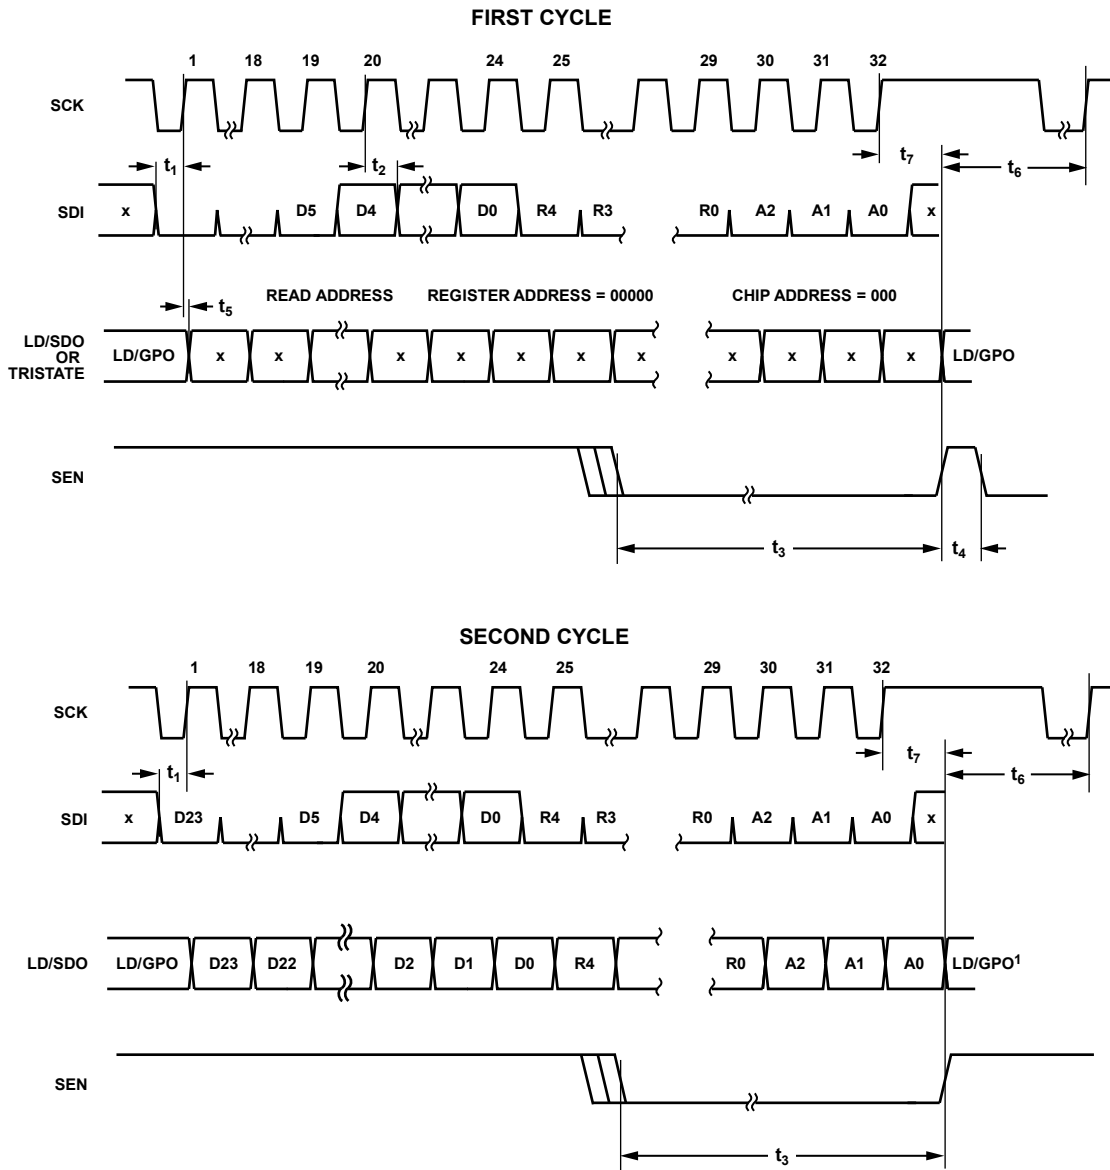 FIRST CYCLE
1 18 19 20 24 25 29 30 31 32
SCK
t1 t2 t7 t6
SDI x D5 D4 D0 R4 R3 R0 A2 A1 A0 x
t5 READ ADDRESS REGISTER ADDRESS = 00000 CHIP ADDRESS = 000
LD/SDO
OR
TRISTATE
LD/GPO x x x x x x x x x x x LD/GPO
SEN
t3 t4
SECOND CYCLE
1 18 19 20 24 25 29 30 31 32
SCK
t1 t7 t6
SDI x D23 D5 D4 D0 R4 R3 R0 A2 A1 A0 x
LD/SDO LD/GPO D23 D22 D2 D1 D0 R4 R0 A2 A1 A0 LD/GPO1
SEN
t3